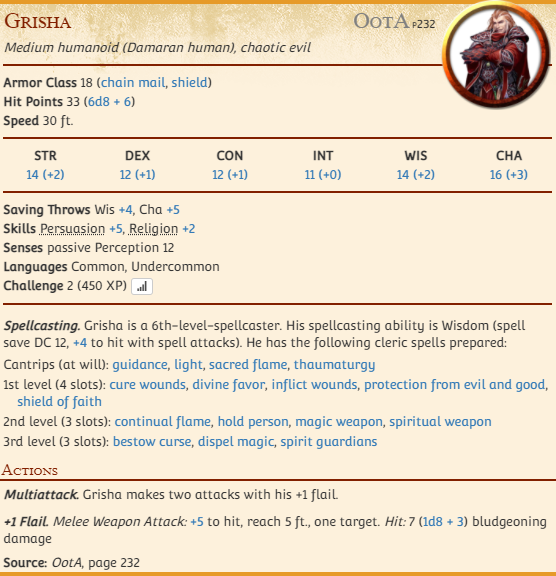 Grisha OotA P232
Medium humanoid (Damaran human), chaotic evil
Armor Class 18 (chain mail, shield)
Hit Points 33 (6d8 + 6)
Speed 30 ft.
STR DEX CON INT WIS CHA
14 (+2) 12 (+1) 12 (+1) 11 (+0) 14 (+2) 16 (+3)
Saving Throws Wis +4, Cha +5
Skills Persuasion +5, Religion +2
Senses passive Perception 12
Languages Common, Undercommon
Challenge 2 (450 XP)
Spellcasting. Grisha is a 6th-level-spellcaster. His spellcasting ability is Wisdom (spell
save DC 12, +4 to hit with spell attacks). He has the following cleric spells prepared:
Cantrips (at will): guidance, light, sacred flame, thaumaturgy
1st level (4 slots): cure wounds, divine favor, inflict wounds, protection from evil and good,
shield of faith
2nd level (3 slots): continual flame, hold person, magic weapon, spiritual weapon
3rd level (3 slots): bestow curse, dispel magic, spirit guardians
Actions
Multiattack. Grisha makes two attacks with his +1 flail.
+1 Flail. Melee Weapon Attack: +5 to hit, reach 5 ft., one target. Hit: 7 (1d8 + 3) bludgeoning
damage
Source: OotA, page 232